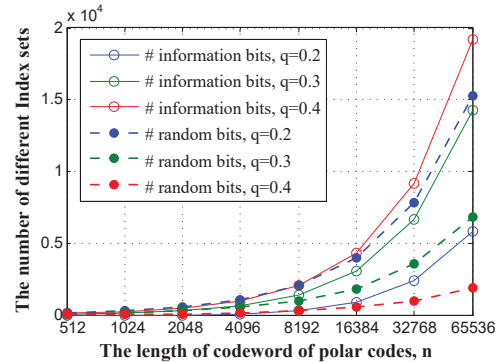 x 10^4
2
1.5
1
0.5
0
# information bits, q=0.2
# information bits, q=0.3
# information bits, q=0.4
# random bits, q=0.2
# random bits, q=0.3
# random bits, q=0.4
The number of different Index sets
512 1024 2048 4096 8192 16384 32768 65536
The length of codeword of polar codes, n